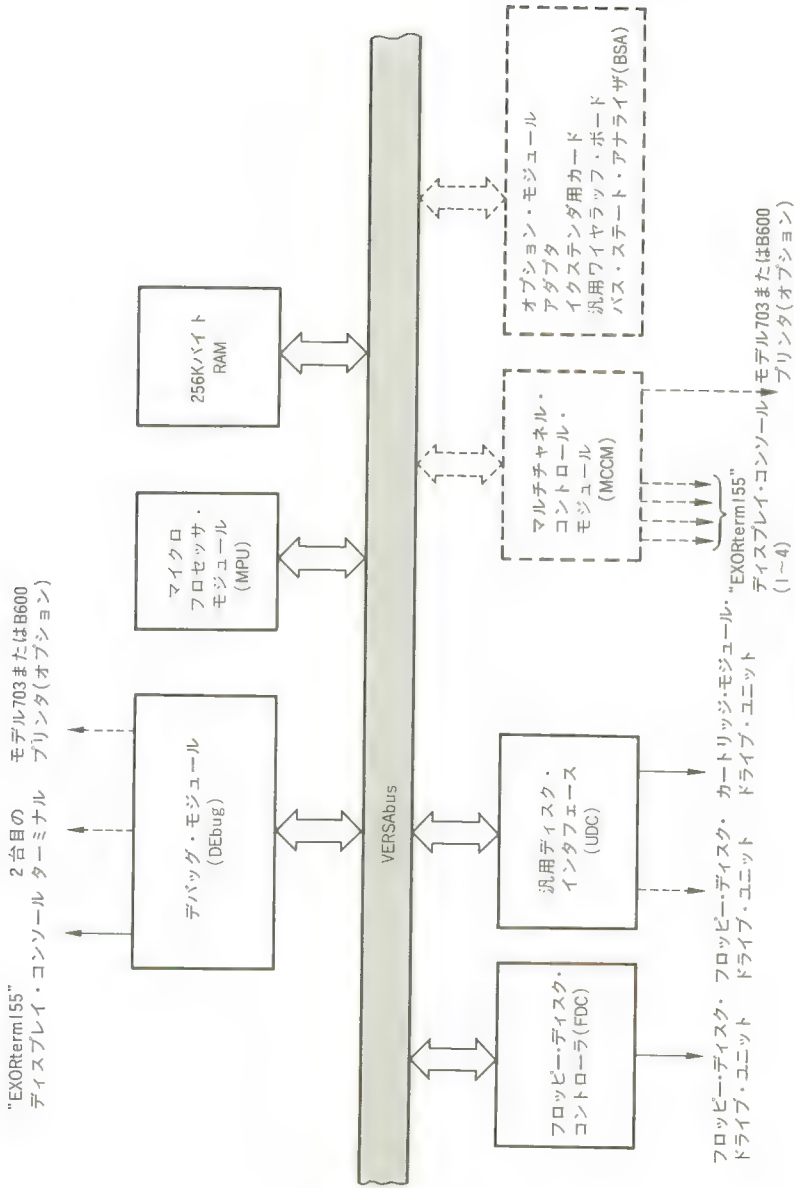 "EXORterm155"
ディスプレイ・コンソール
2台目の
ターミナル
モデル703またはB600
プリンタ(オプション)
デバッグ・モジュール
(DEbug)
マイクロ
プロセッサ・
モジュール
(MPU)
256Kバイト
RAM
VERSAbus
フロッピー・ディスク・
コントローラ(FDC)
汎用ディスク・
インタフェース
(UDC)
マルチチャネル・
コントロール・
モジュール
(MCCM)
オプション・モジュール
アダプタ
イクステンダ用カード
汎用ワイヤラップ・ボード
バス・ステート・アナライザ(BSA)
フロッピー・ディスク・
ドライブ・ユニット
フロッピー・ディスク・
ドライブ・ユニット
カートリッジ・モジュール・
ドライブ・ユニット
"EXORterm155"
ディスプレイ・コンソール
(1~4)
モデル703またはB600
プリンタ(オプション)